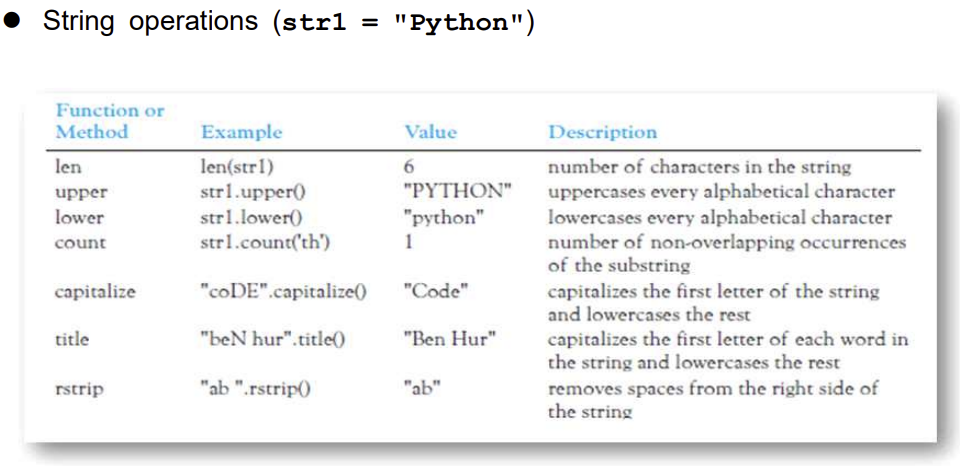 ● String operations (str1 = "Python")
Function or
Method Example Value Description
len len(str1) 6 number of characters in the string
upper str1.upper() "PYTHON" uppercases every alphabetical character
lower str1.lower() "python" lowercases every alphabetical character
count str1.count('th') 1 number of non-overlapping occurrences
of the substring
capitalize "coDE".capitalize() "Code" capitalizes the first letter of the string
and lowercases the rest
title "beN hur".title() "Ben Hur" capitalizes the first letter of each word in
the string and lowercases the rest
rstrip "ab ".rstrip() "ab" removes spaces from the right side of
the string